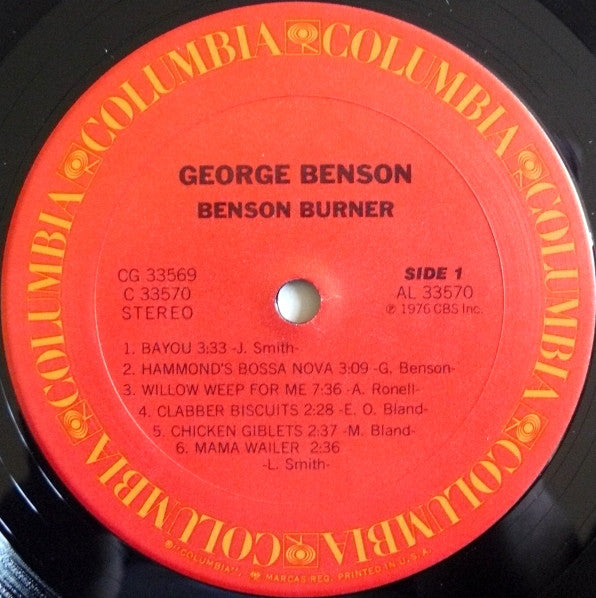 COLUMBIA COLUMBIA COLUMBIA COLUMBIA COLUMBIA COLUMBIA
GEORGE BENSON
BENSON BURNER
CG 33569
C 33570
STEREO
SIDE 1
AL 33570
℗ 1976 CBS Inc.
1. BAYOU 3:33 -J. Smith-
2. HAMMOND'S BOSSA NOVA 3:09 -G. Benson-
3. WILLOW WEEP FOR ME 7:36 -A. Ronell-
4. CLABBER BISCUITS 2:28 -E. O. Bland-
5. CHICKEN GIBLETS 2:37 -M. Bland-
6. MAMA WAILER 2:36
-L. Smith-
® "COLUMBIA", MARCAS REG. PRINTED IN U.S.A.